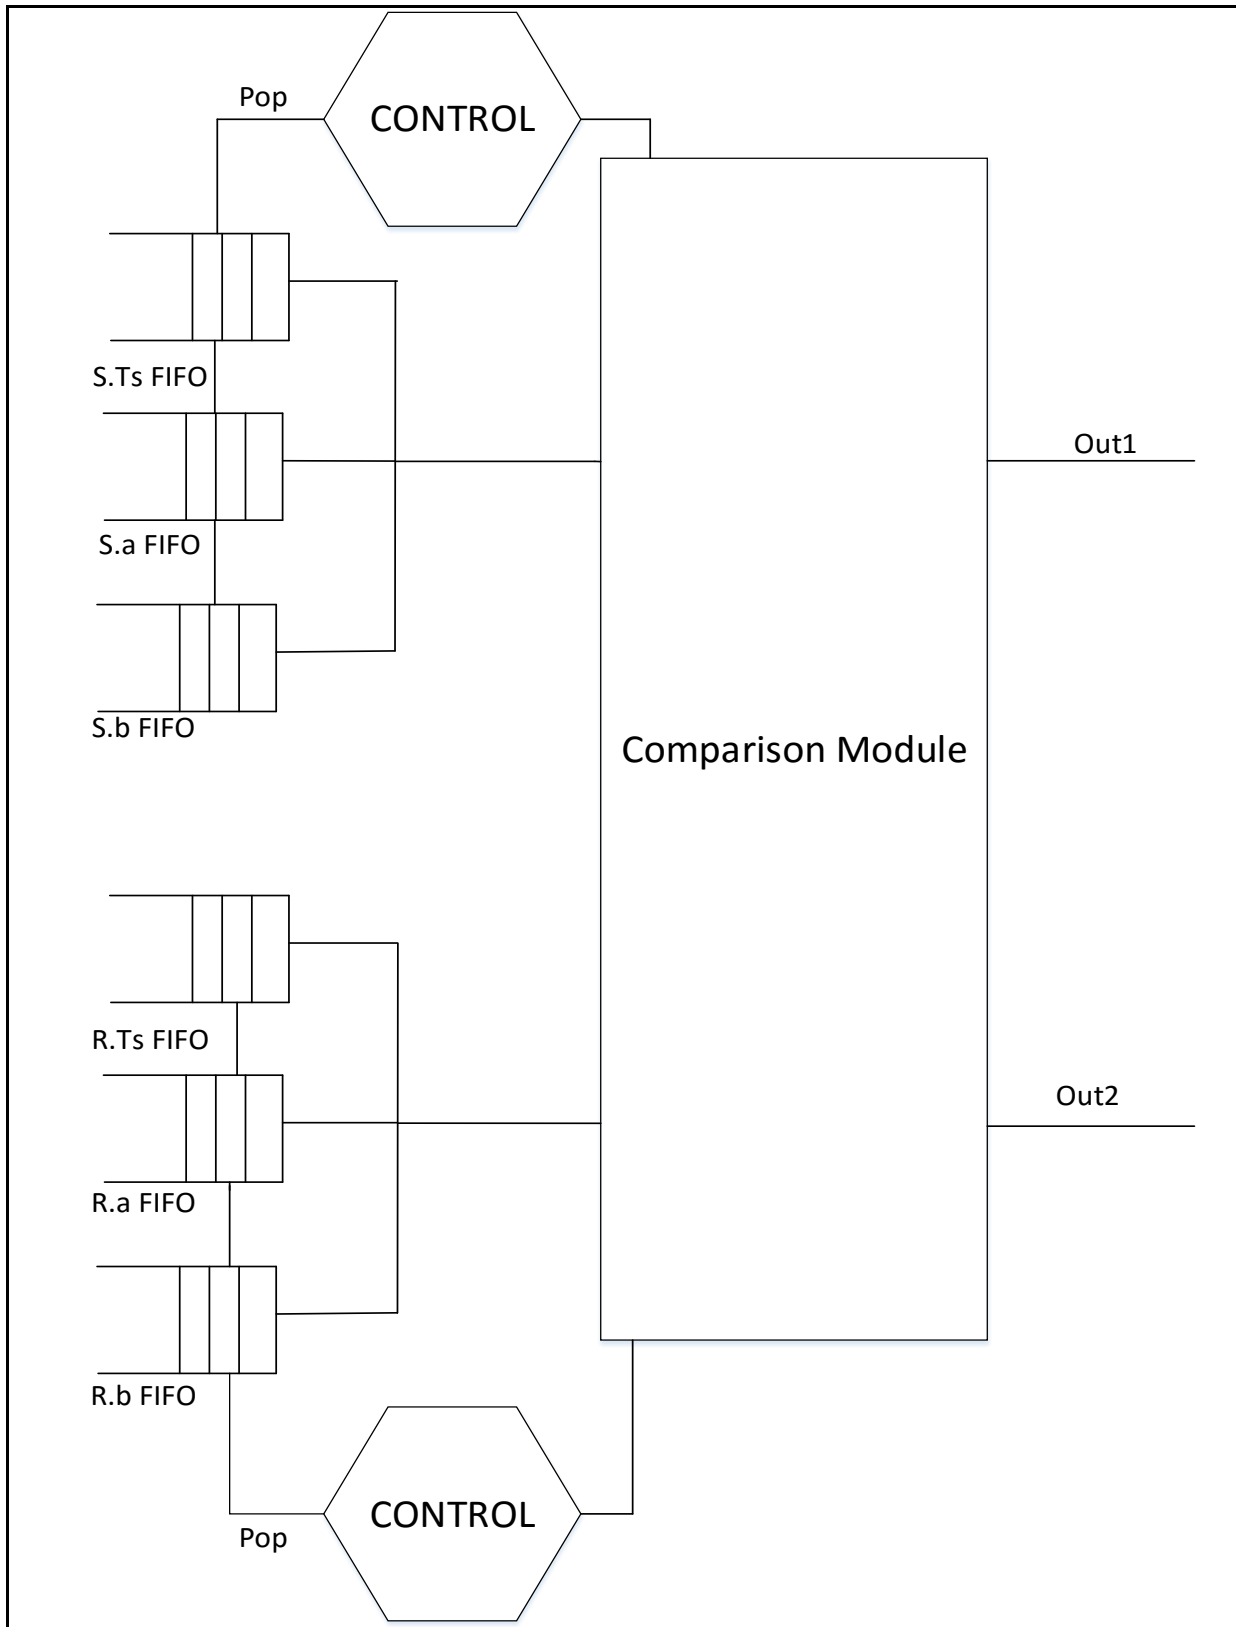 Pop
CONTROL
S.Ts FIFO
Out1
S.a FIFO
S.b FIFO
Comparison Module
R.Ts FIFO
Out2
R.a FIFO
R.b FIFO
CONTROL
Pop